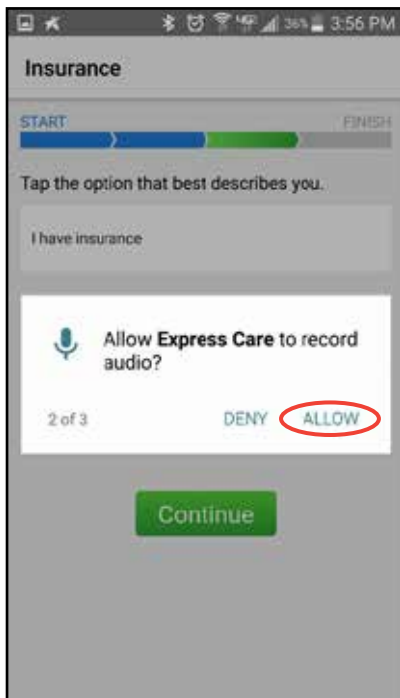 36% 3:56 PM
Insurance
START FINISH
Tap the option that best describes you.
I have insurance
Allow Express Care to record
audio?
2 of 3 DENY ALLOW
Continue